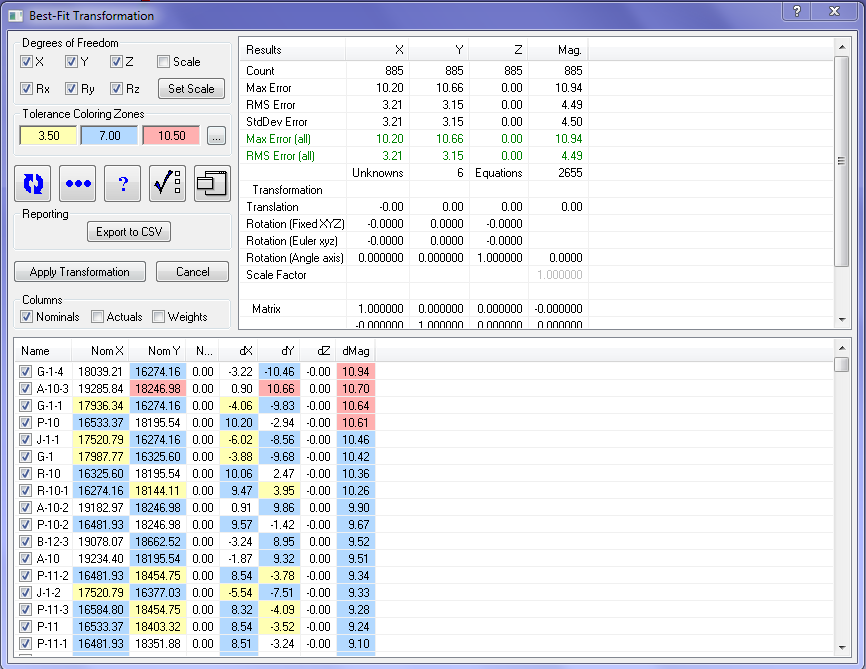 Best-Fit Transformation
Degrees of Freedom
X Y Z Scale
Rx Ry Rz Set Scale
Tolerance Coloring Zones
3.50 7.00 10.50 ...
?
Reporting
Export to CSV
Apply Transformation Cancel
Columns
Nominals Actuals Weights
Results X Y Z Mag.
Count 885 885 885 885
Max Error 10.20 10.66 0.00 10.94
RMS Error 3.21 3.15 0.00 4.49
StdDev Error 3.21 3.15 0.00 4.50
Max Error (all) 10.20 10.66 0.00 10.94
RMS Error (all) 3.21 3.15 0.00 4.49
Unknowns 6 Equations 2655
Transformation
Translation -0.00 0.00 0.00 0.00
Rotation (Fixed XYZ) -0.0000 0.0000 -0.0000
Rotation (Euler xyz) -0.0000 0.0000 -0.0000
Rotation (Angle axis) 0.000000 0.000000 1.000000 0.0000
Scale Factor 1.000000
Matrix 1.000000 0.000000 0.000000 -0.000000
-0.000000 1.000000 0.000000 0.000000
Name Nom X Nom Y N... dX dY dZ dMag
G-1-4 18039.21 16274.16 0.00 -3.22 -10.46 -0.00 10.94
A-10-3 19285.84 18246.98 0.00 0.90 10.66 -0.00 10.70
G-1-1 17936.34 16274.16 0.00 -4.06 -9.83 -0.00 10.64
P-10 16533.37 18195.54 0.00 10.20 -2.94 -0.00 10.61
J-1-1 17520.79 16274.16 0.00 -6.02 -8.56 -0.00 10.46
G-1 17987.77 16325.60 0.00 -3.88 -9.68 -0.00 10.42
R-10 16325.60 18195.54 0.00 10.06 2.47 -0.00 10.36
R-10-1 16274.16 18144.11 0.00 9.47 3.95 -0.00 10.26
A-10-2 19182.97 18246.98 0.00 0.91 9.86 -0.00 9.90
P-10-2 16481.93 18246.98 0.00 9.57 -1.42 -0.00 9.67
B-12-3 19078.07 18662.52 0.00 -3.24 8.95 -0.00 9.52
A-10 19234.40 18195.54 0.00 -1.87 9.32 -0.00 9.51
P-11-2 16481.93 18454.75 0.00 8.54 -3.78 -0.00 9.34
J-1-2 17520.79 16377.03 0.00 -5.54 -7.51 -0.00 9.33
P-11-3 16584.80 18454.75 0.00 8.32 -4.09 -0.00 9.28
P-11 16533.37 18403.32 0.00 8.54 -3.52 -0.00 9.24
P-11-1 16481.93 18351.88 0.00 8.51 -3.24 -0.00 9.10